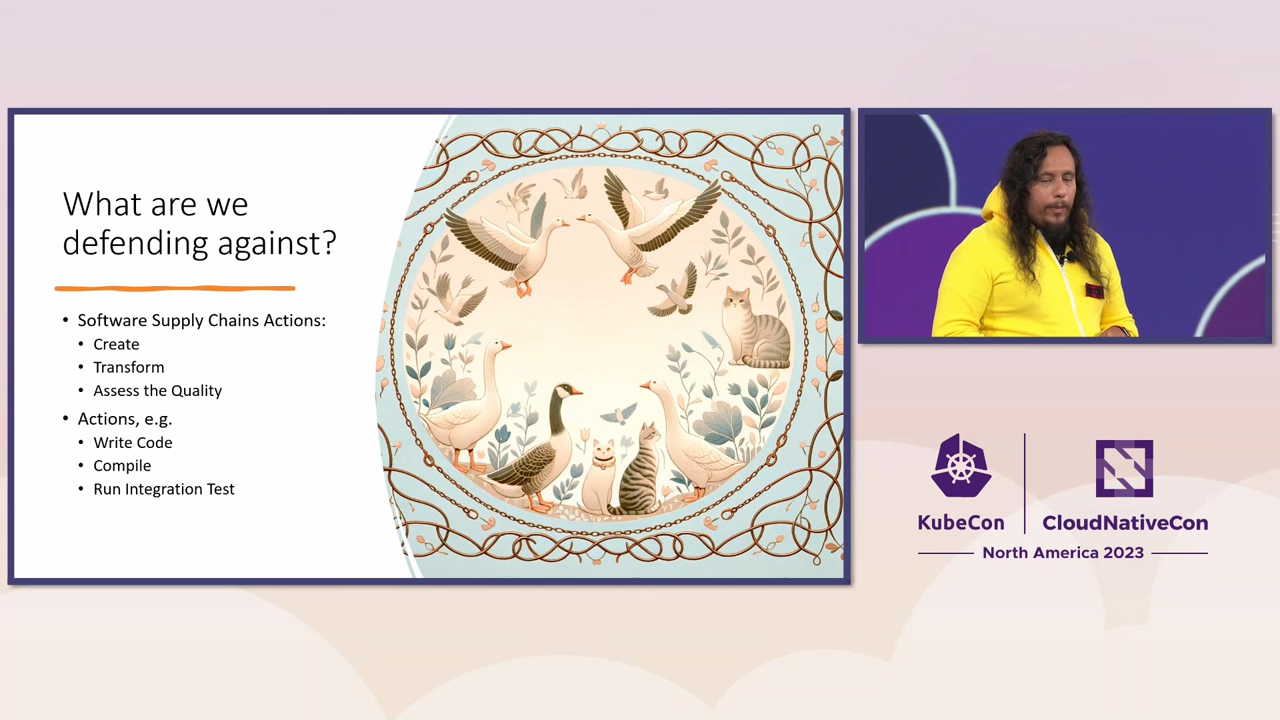 What are we
defending against?
• Software Supply Chains Actions:
• Create
• Transform
• Assess the Quality
• Actions, e.g.
• Write Code
• Compile
• Run Integration Test
KubeCon
CloudNativeCon
North America 2023